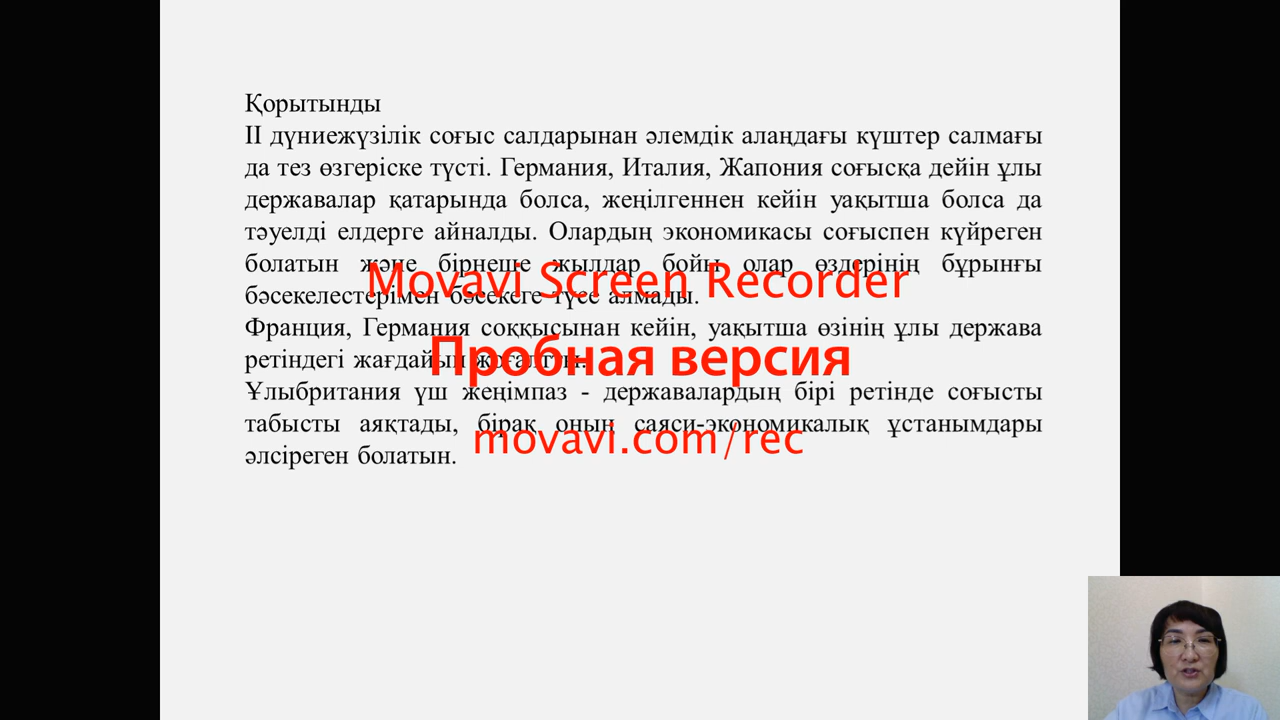 Қорытынды
II дүниежүзілік соғыс салдарынан әлемдік алаңдағы күштер салмағы
да тез өзгеріске түсті. Германия, Италия, Жапония соғысқа дейін ұлы
державалар қатарында болса, жеңілгеннен кейін уақытша болса да
тәуелді елдерге айналды. Олардың экономикасы соғыспен күйреген
болатын және бірнеше жылдар бойы олар өздерінің бұрынғы
Movavi Screen Recorder
бәсекелестерімен бәсекеге түсе алмады.
Франция, Германия соққысынан кейін, уақытша өзінің ұлы держава
ретіндегі жағдайын жоғалтты.
Пробная версия
Ұлыбритания үш жеңімпаз - державалардың бірі ретінде соғысты
табысты аяқтады, бірақ оның саяси-экономикалық ұстанымдары
movavi.com/rec
әлсіреген болатын.